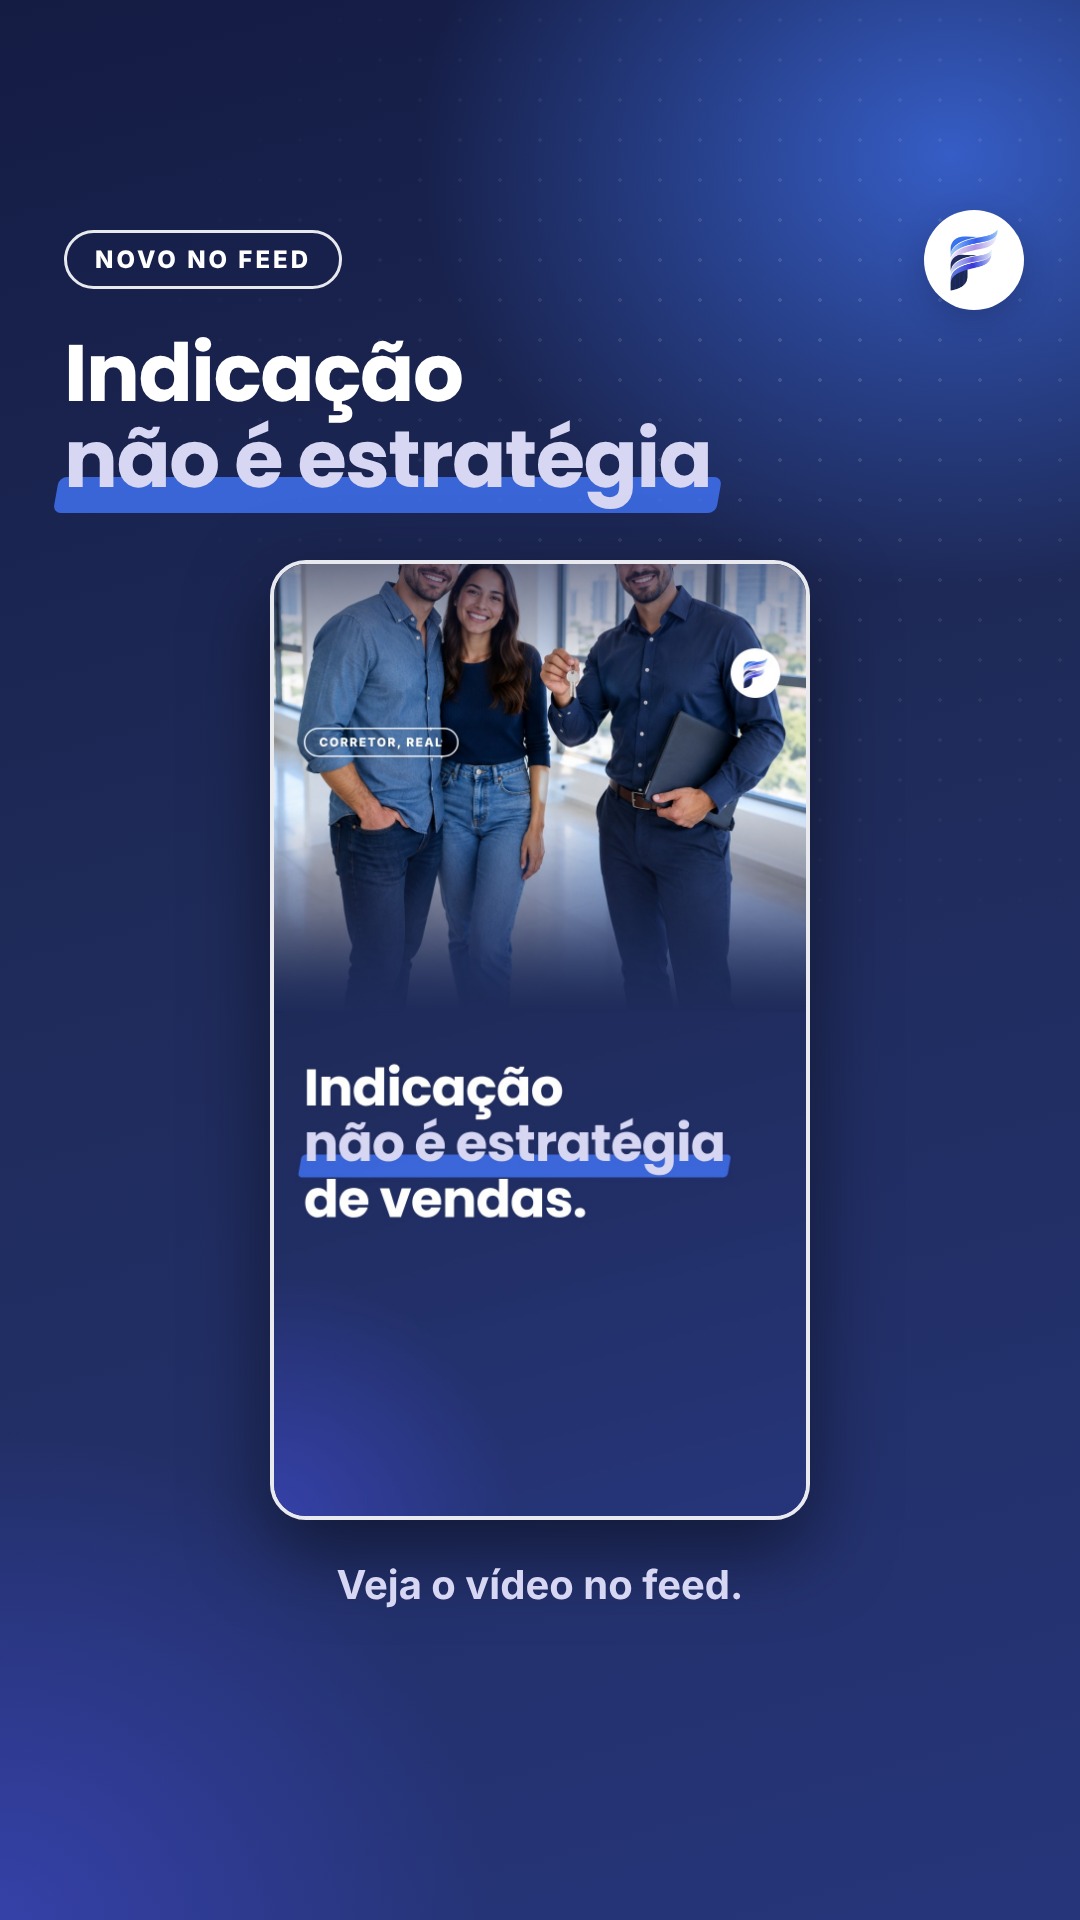 NOVO NO FEED
Indicação
não é estratégia
CORRETOR, REAL
Indicação
não é estratégia
de vendas.
Veja o vídeo no feed.